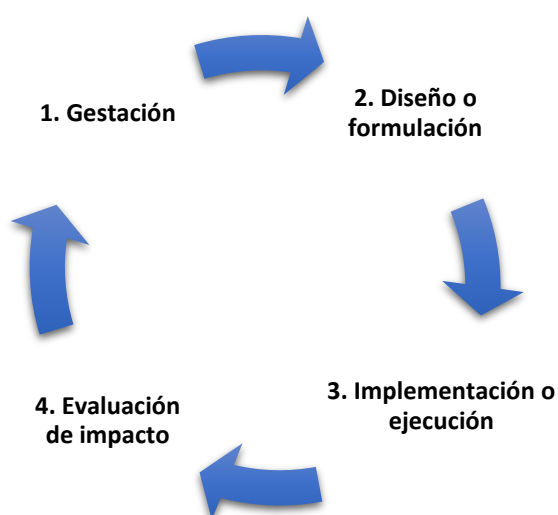 1. Gestación
2. Diseño o
formulación
3. Implementación o
ejecución
4. Evaluación
de impacto